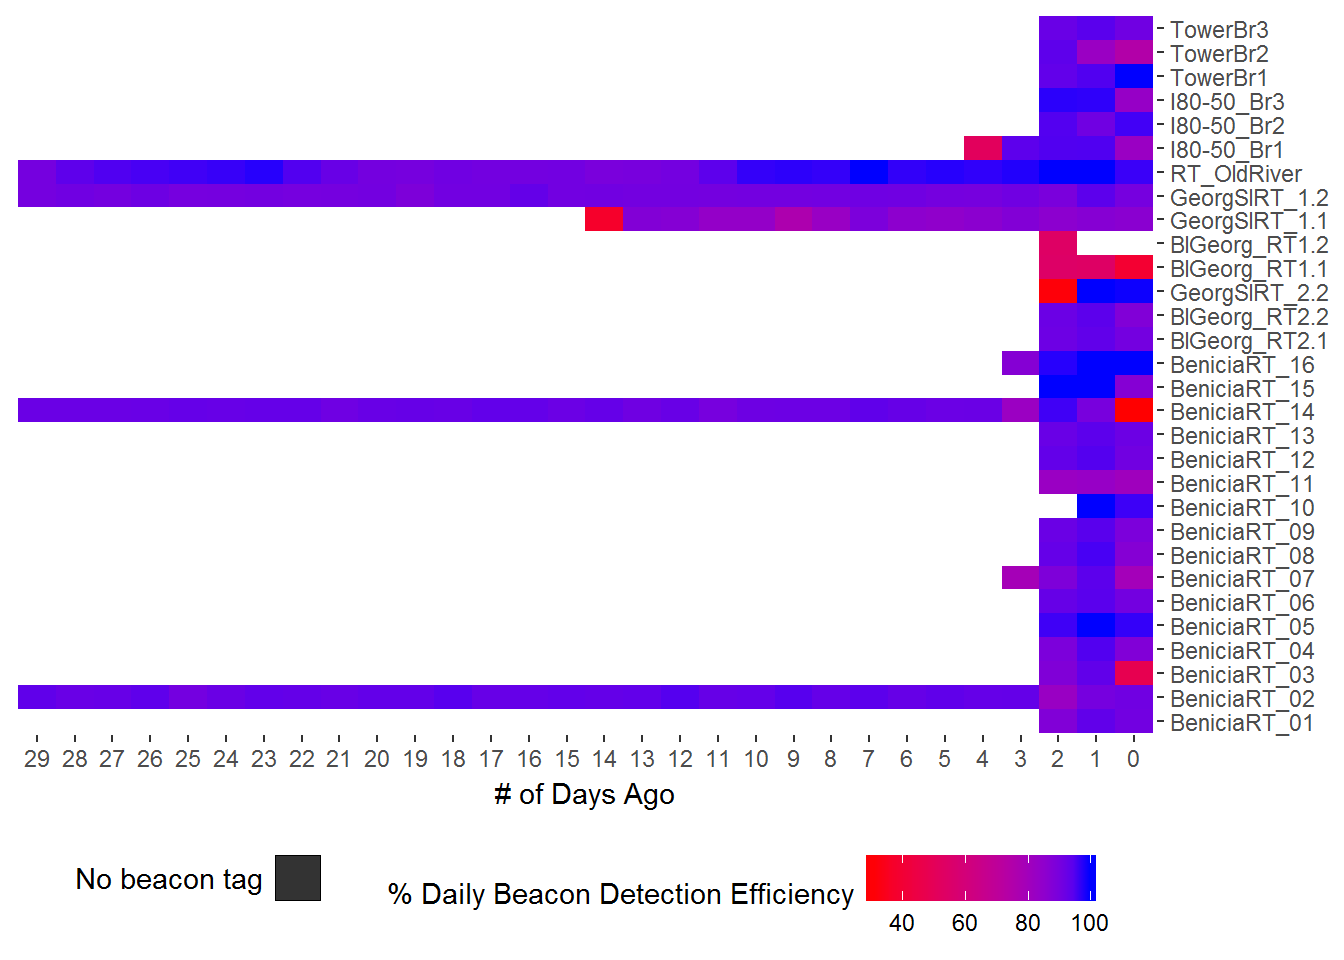 TowerBr3
TowerBr2
TowerBr1
I80-50_Br3
I80-50_Br2
I80-50_Br1
RT_OldRiver
GeorgSlRT_1.2
GeorgSlRT_1.1
BlGeorg_RT1.2
BlGeorg_RT1.1
GeorgSlRT_2.2
BlGeorg_RT2.2
BlGeorg_RT2.1
BeniciaRT_16
BeniciaRT_15
BeniciaRT_14
BeniciaRT_13
BeniciaRT_12
BeniciaRT_11
BeniciaRT_10
BeniciaRT_09
BeniciaRT_08
BeniciaRT_07
BeniciaRT_06
BeniciaRT_05
BeniciaRT_04
BeniciaRT_03
BeniciaRT_02
BeniciaRT_01
29 28 27 26 25 24 23 22 21 20 19 18 17 16 15 14 13 12 11 10 9 8 7 6 5 4 3 2 1 0
# of Days Ago
No beacon tag
% Daily Beacon Detection Efficiency
40 60 80 100